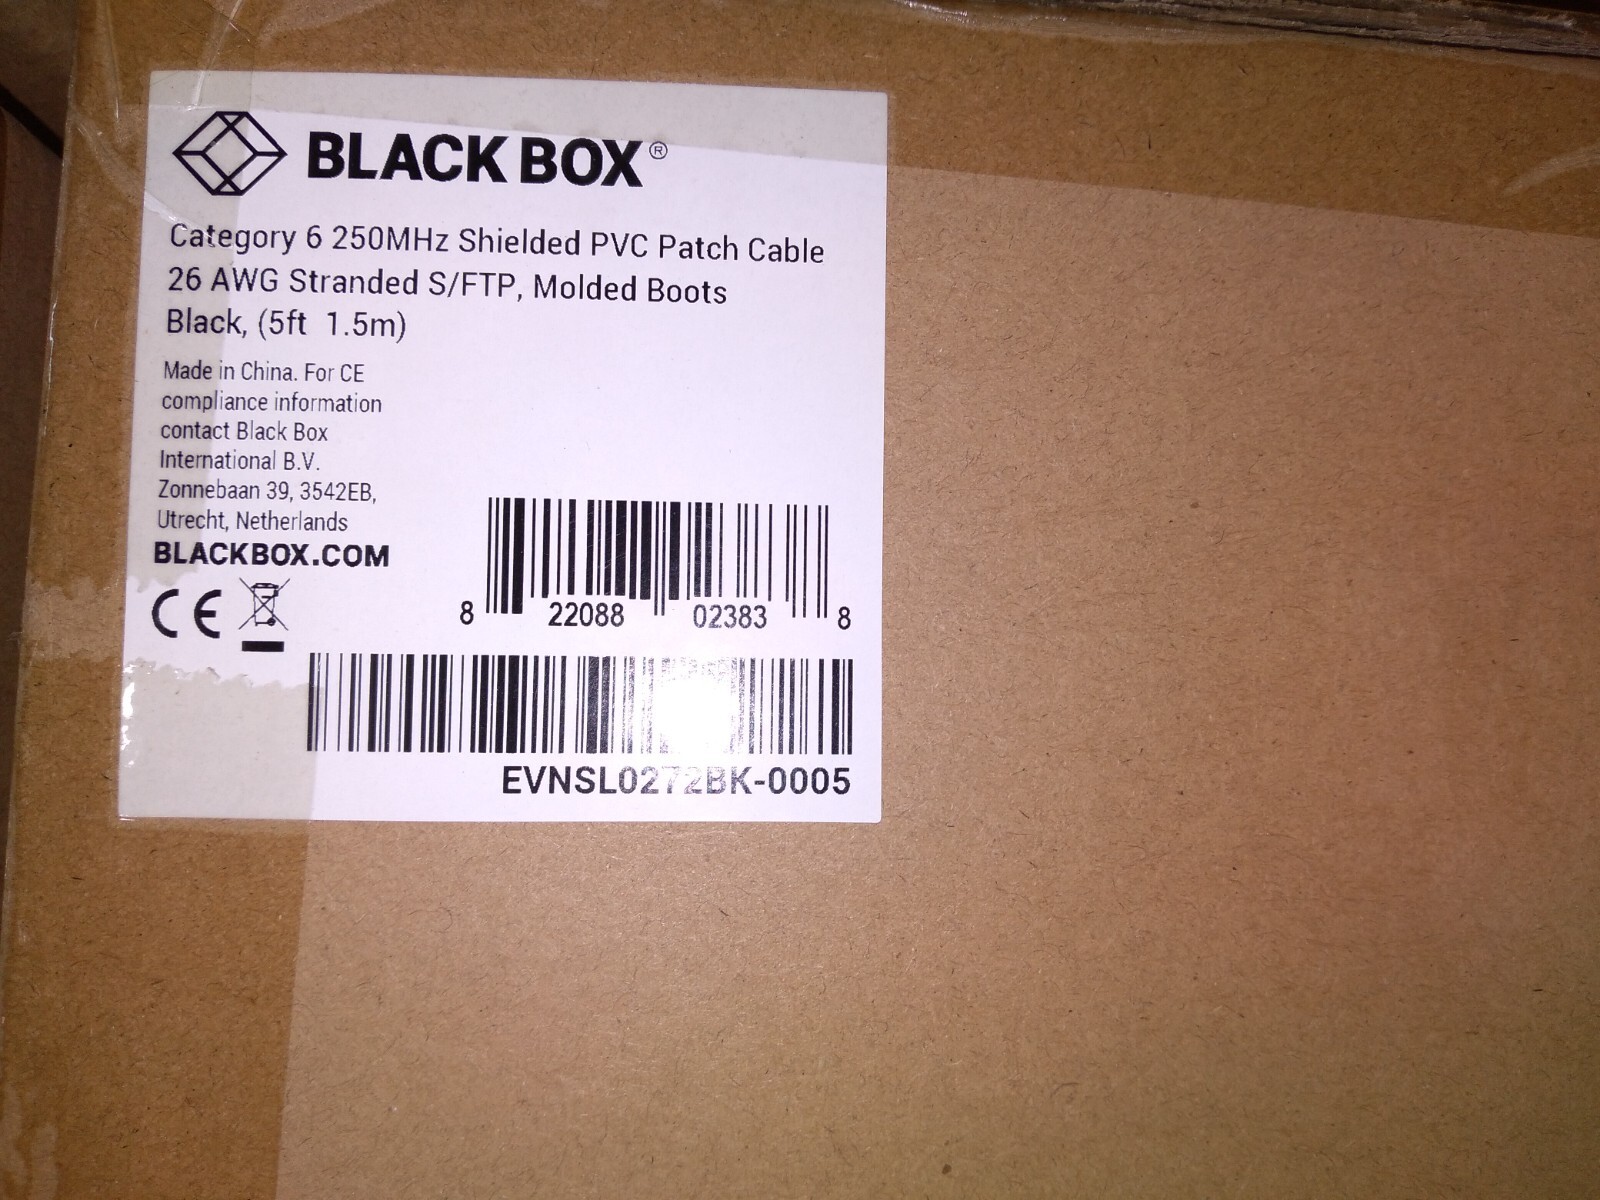 BLACK BOX®
Category 6 250MHz Shielded PVC Patch Cable
26 AWG Stranded S/FTP, Molded Boots
Black, (5ft 1.5m)
Made in China. For CE
compliance information
contact Black Box
International B.V.
Zonnebaan 39, 3542EB,
Utrecht, Netherlands
BLACKBOX.COM
CE
8 22088 02383 8
EVNSL0272BK-0005